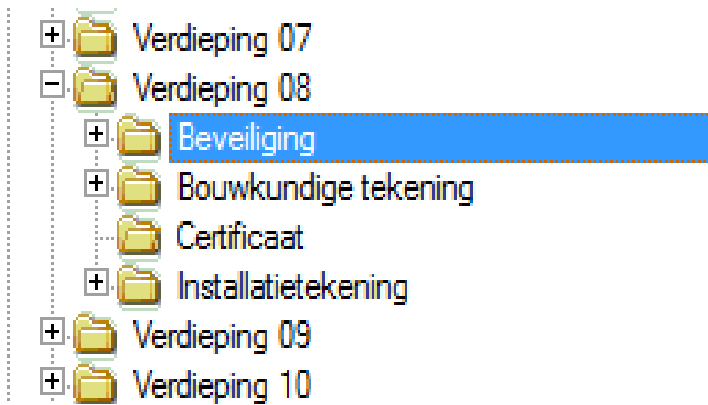 Verdieping 07
Verdieping 08
Beveiliging
Bouwkundige tekening
Certificaat
Installatietekening
Verdieping 09
Verdieping 10